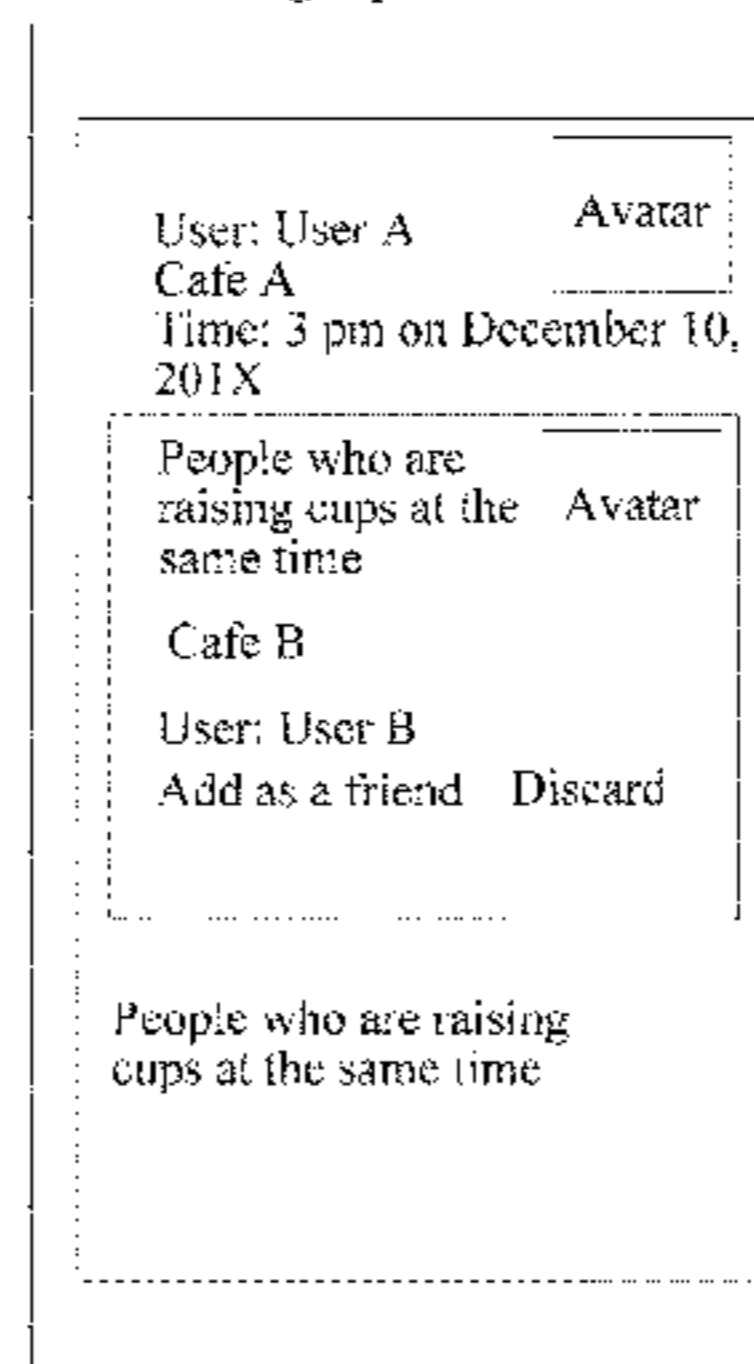 User: User A
Avatar
Cafe A
Time: 3 pm on December 10,
201X
People who are
raising cups at the
same time
Avatar
Cafe B
User: User B
Add as a friend Discard
People who are raising
cups at the same time